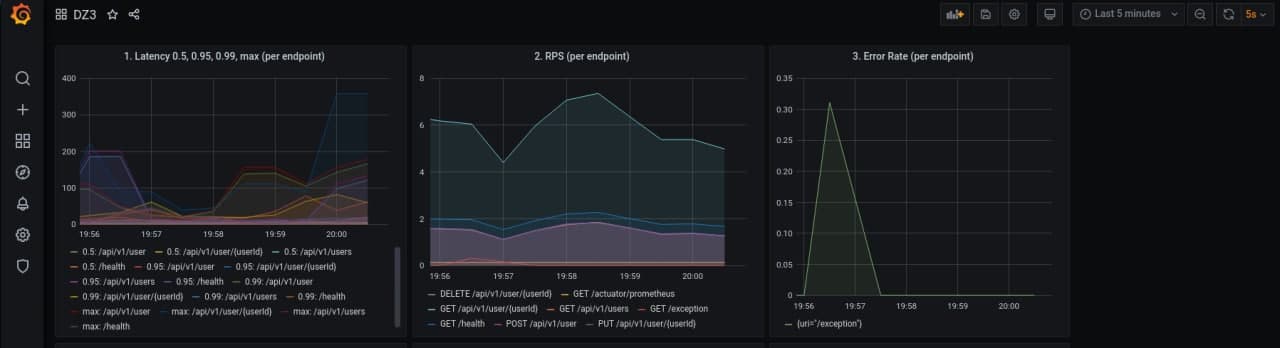 DZ3
Last 5 minutes
5s
1. Latency 0.5, 0.95, 0.99, max (per endpoint)
400
300
200
100
0
19:56 19:57 19:58 19:59 20:00
0.5: /api/v1/user 0.5: /api/v1/user/{userId} 0.5: /api/v1/users
0.5: /health 0.95: /api/v1/user 0.95: /api/v1/user/{userId}
0.95: /api/v1/users 0.95: /health 0.99: /api/v1/user
0.99: /api/v1/user/{userId} 0.99: /api/v1/users 0.99: /health
max: /api/v1/user max: /api/v1/user/{userId} max: /api/v1/users
max: /health
2. RPS (per endpoint)
8
6
4
2
0
19:56 19:57 19:58 19:59 20:00
DELETE /api/v1/user/{userId} GET /actuator/prometheus
GET /api/v1/user/{userId} GET /api/v1/users GET /exception
GET /health POST /api/v1/user PUT /api/v1/user/{userId}
3. Error Rate (per endpoint)
0.35
0.30
0.25
0.20
0.15
0.10
0.05
0
19:56 19:57 19:58 19:59 20:00
{uri="/exception"}